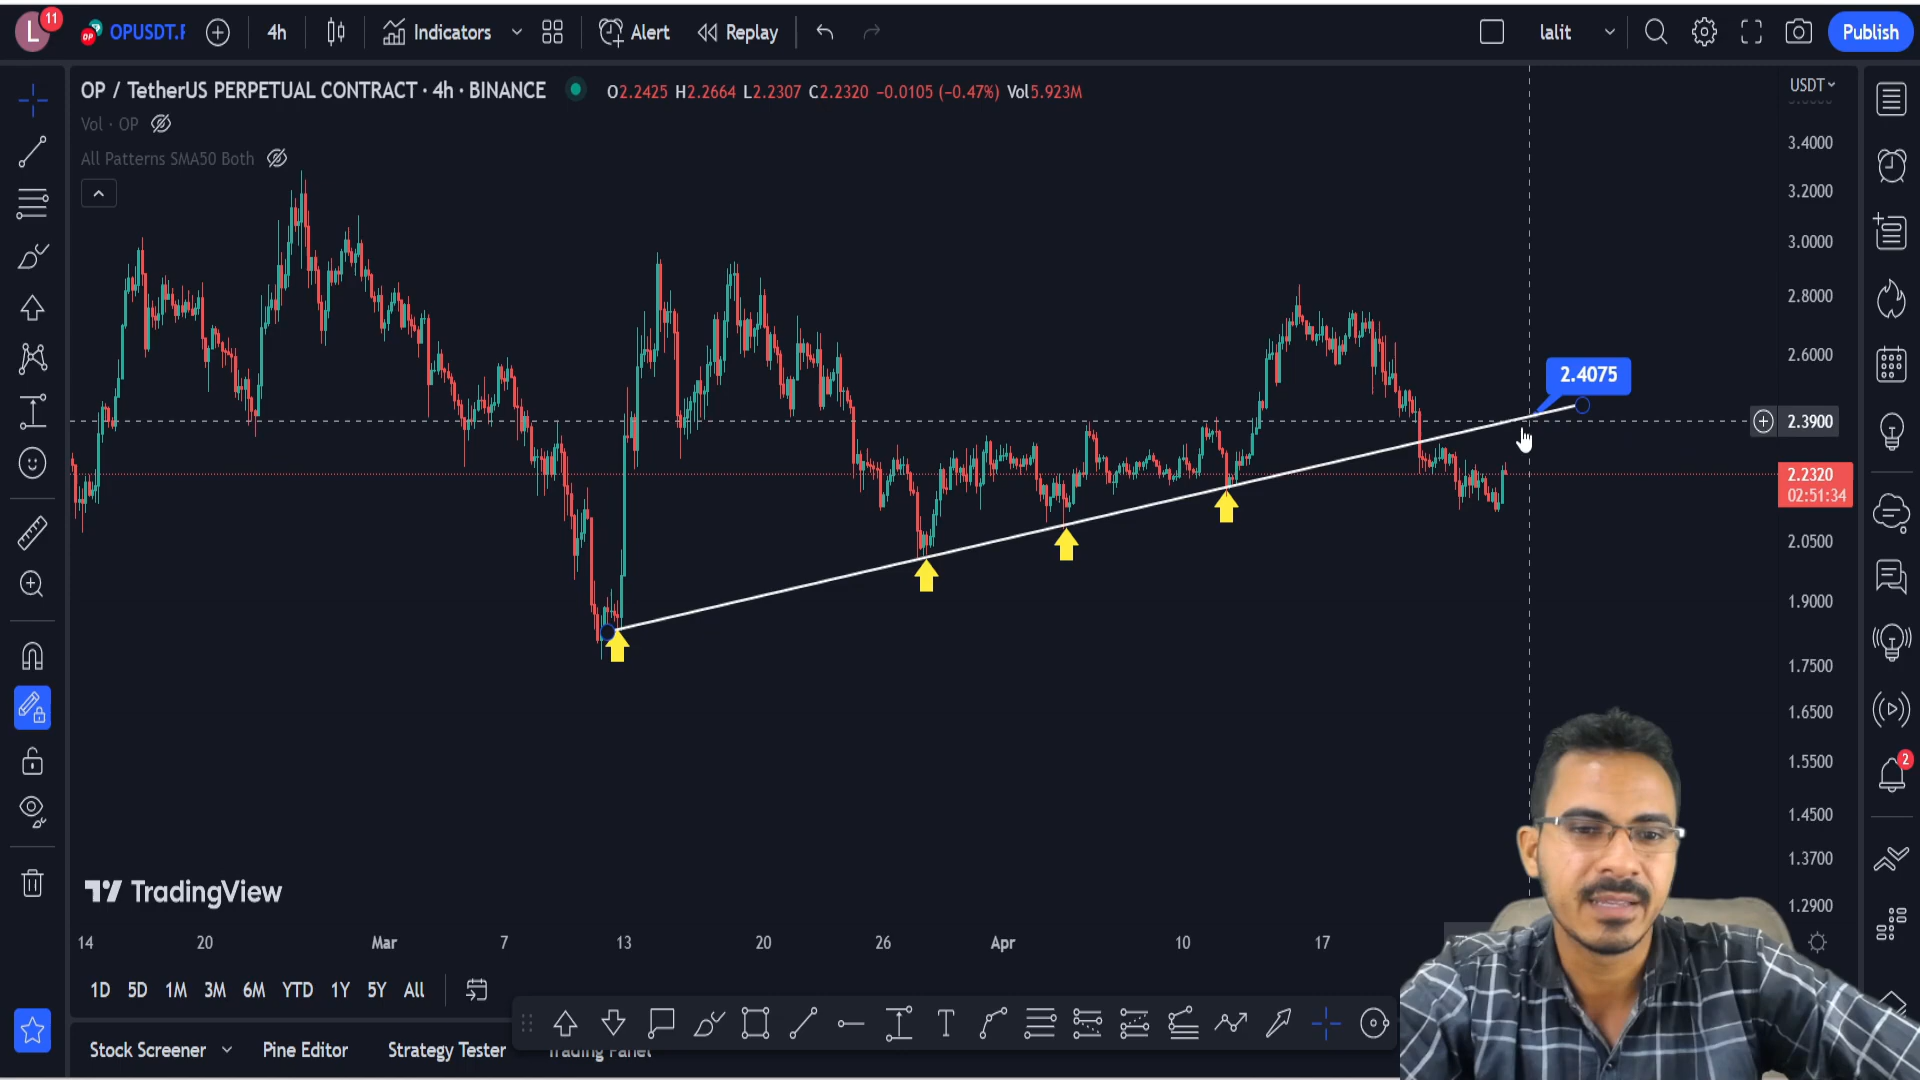 L 11 OPUSDT.F 4h Indicators Alert Replay lalit Publish
OP / TetherUS PERPETUAL CONTRACT · 4h · BINANCE O2.2425 H2.2664 L2.2307 C2.2320 −0.0105 (−0.47%) Vol5.923M
USDT
Vol · OP
All Patterns SMA50 Both
3.4000
3.2000
3.0000
2.8000
2.6000
2.4075
2.3900
2.2320
02:51:34
2.0500
1.9000
1.7500
1.6500
1.5500
1.4500
1.3700
1.2900
2
TradingView
14 20 Mar 7 13 20 26 Apr 10 17
1D 5D 1M 3M 6M YTD 1Y 5Y All
Stock Screener Pine Editor Strategy Tester Trading Panel